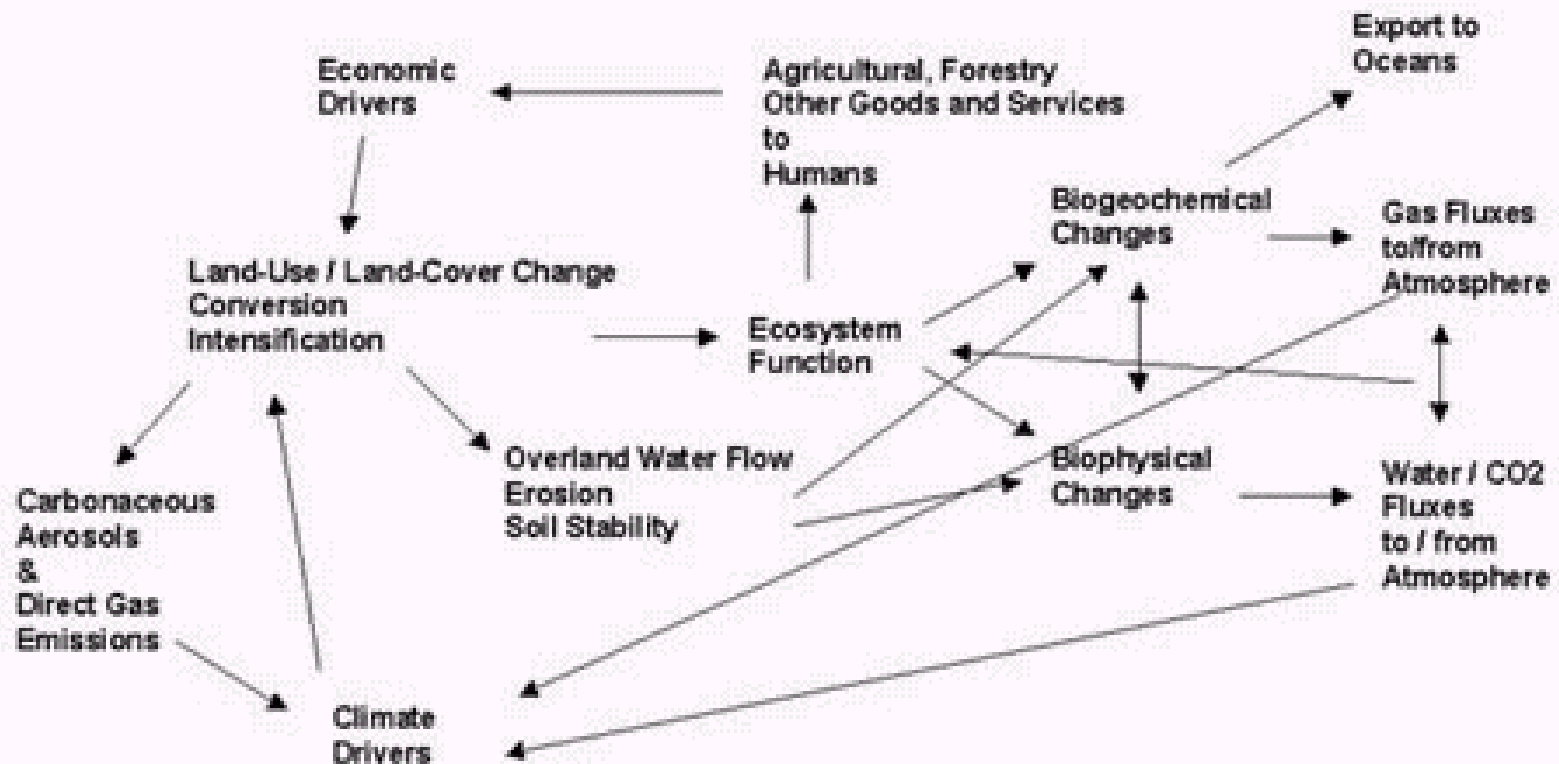 Economic
Drivers
Agricultural, Forestry
Other Goods and Services
to
Humans
Export to
Oceans
Biogeochemical
Changes
Gas Fluxes
to/from
Atmosphere
Land-Use / Land-Cover Change
Conversion
Intensification
Ecosystem
Function
Overland Water Flow
Erosion
Soil Stability
Biophysical
Changes
Water / CO2
Fluxes
to / from
Atmosphere
Carbonaceous
Aerosols
&
Direct Gas
Emissions
Climate
Drivers